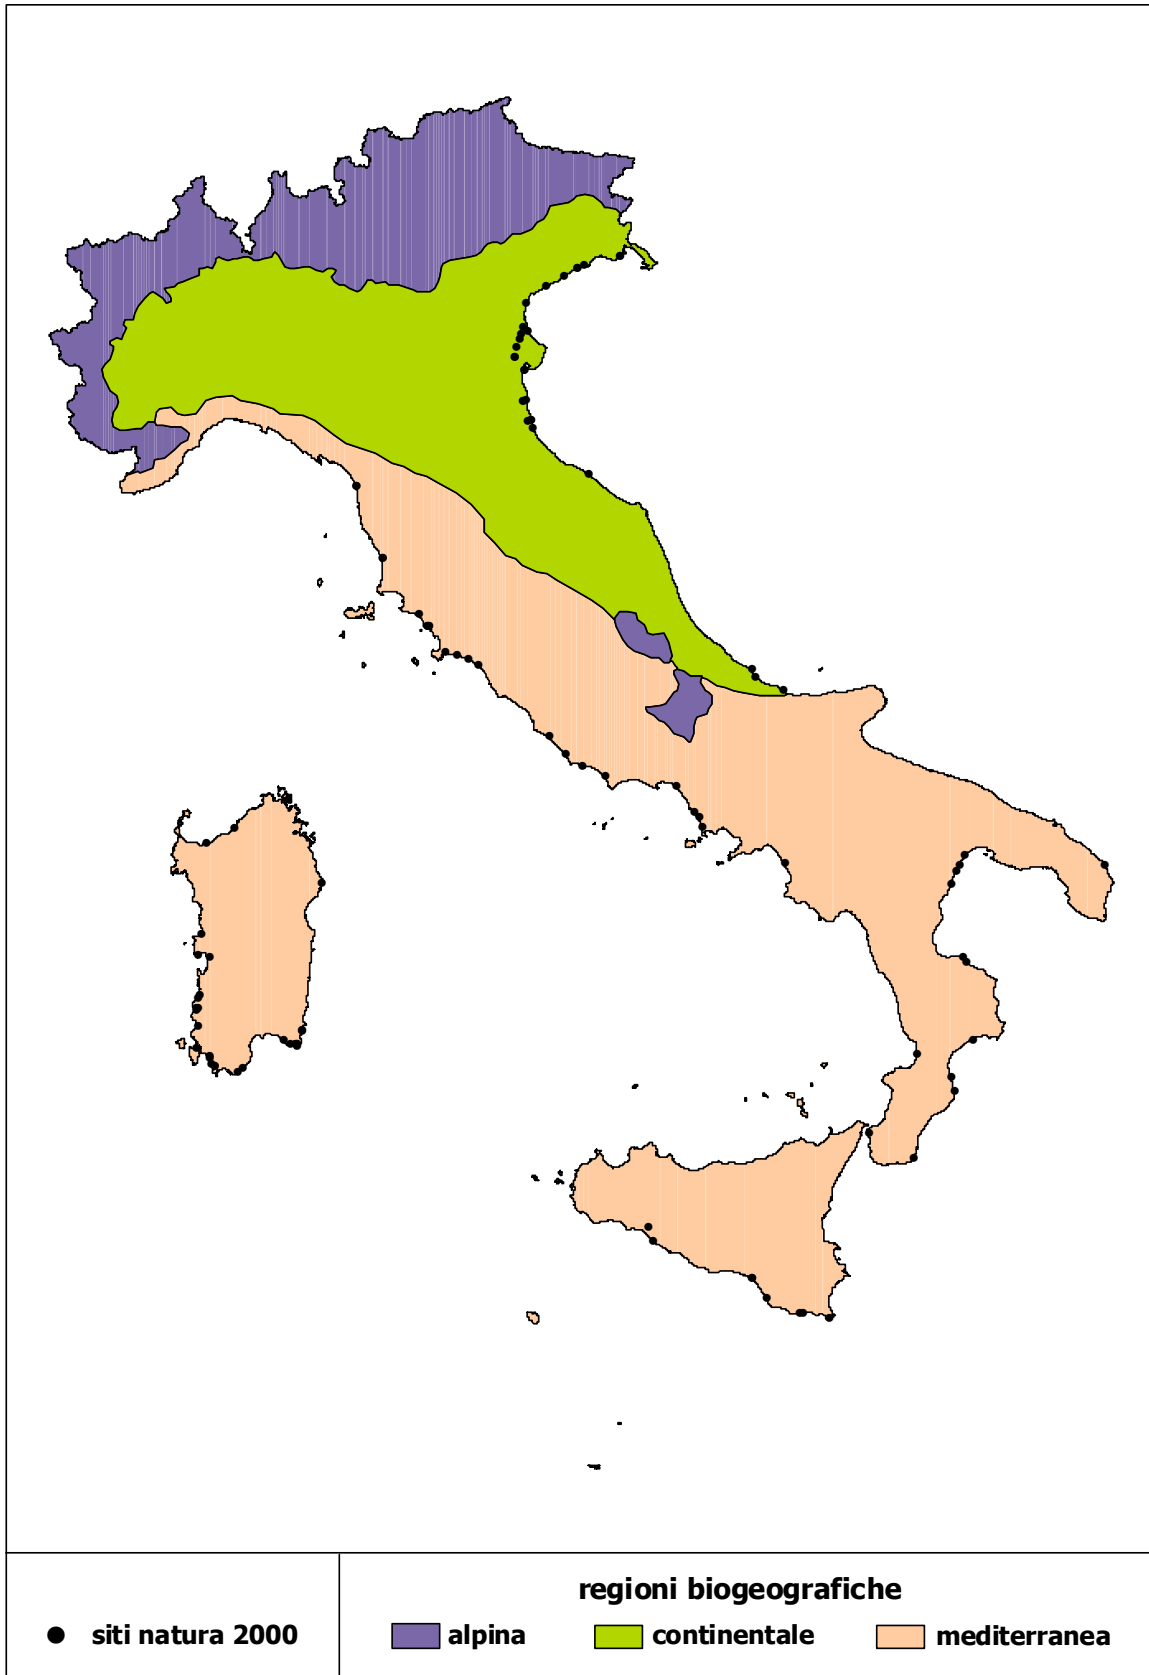 siti natura 2000
regioni biogeografiche
alpina
continentale
mediterranea